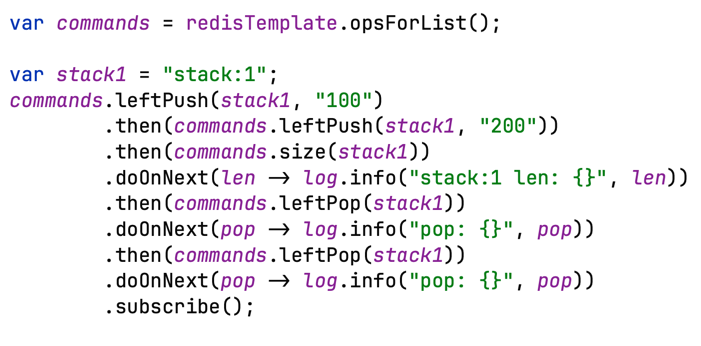 var commands = redisTemplate.opsForList();
var stack1 = "stack:1";
commands.leftPush(stack1, "100")
.then(commands.leftPush(stack1, "200"))
.then(commands.size(stack1))
.doOnNext(len → log.info("stack:1 len: {}", len))
.then(commands.leftPop(stack1))
.doOnNext(pop → log.info("pop: {}", pop))
.then(commands.leftPop(stack1))
.doOnNext(pop → log.info("pop: {}", pop))
.subscribe();